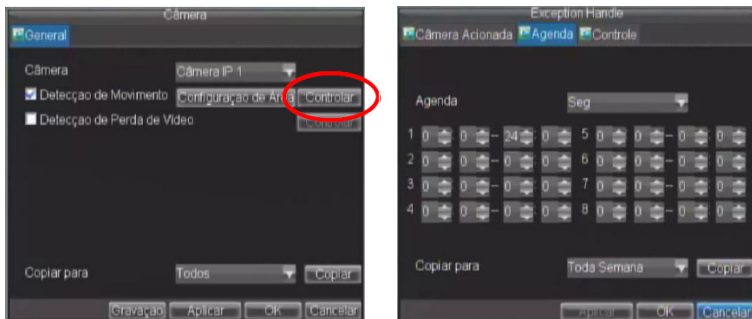 Câmera
General
Câmera Câmera IP 1
Detecçao de Movimento Configuração de Área Controlar
Detecçao de Perda de Vídeo Controlar
Copiar para Todos Copiar
Gravação Aplicar OK Cancelar
Exception Handle
Câmera Acionada Agenda Controle
Agenda Seg
1 0 : 0 -- 24 : 0 5 0 : 0 -- 0 : 0
2 0 : 0 -- 0 : 0 6 0 : 0 -- 0 : 0
3 0 : 0 -- 0 : 0 7 0 : 0 -- 0 : 0
4 0 : 0 -- 0 : 0 8 0 : 0 -- 0 : 0
Copiar para Toda Semana Copiar
Aplicar OK Cancelar